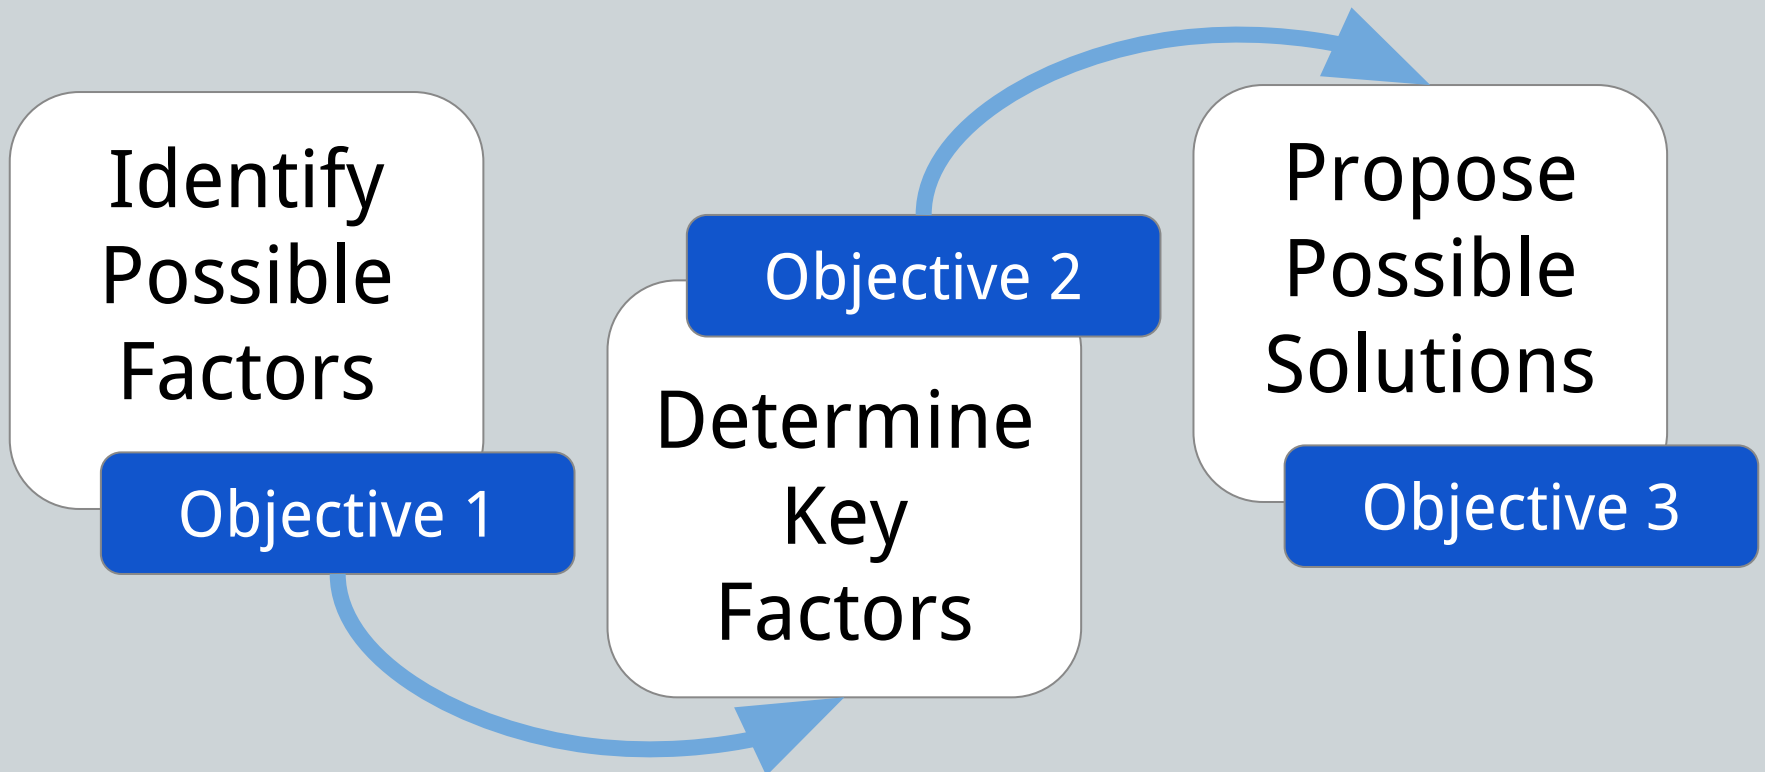 Identify
Possible
Factors
Objective 1
Objective 2
Determine
Key
Factors
Propose
Possible
Solutions
Objective 3